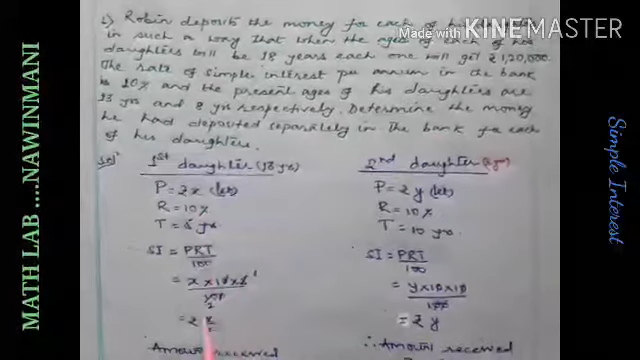 Made with KINEMASTER
1) Robin deposits the money for each of his daughters
in such a way that when the ages of each of his
daughters will be 18 years each one will get ₹1,20,000.
The rate of simple interest per annum in the bank
is 10% and the present ages of his daughters are
13 yrs and 8 yrs respectively. Determine the money
he had deposited separately in the bank for each
of his daughter.
Solⁿ 1st daughter (13 yrs)
P = ₹x (let)
R = 10%
T = 5 yrs
SI = PRT/100
= x × 10 × 5 1/100 2
= ₹ x/2
Amount received
2nd daughter
P = ₹y (let)
R = 10%
T = 10 yrs.
SI = PRT/100
= y × 10 × 10/100
= ₹ y
∴ Amount received
MATH LAB ....NAWINMANI
Simple Interest